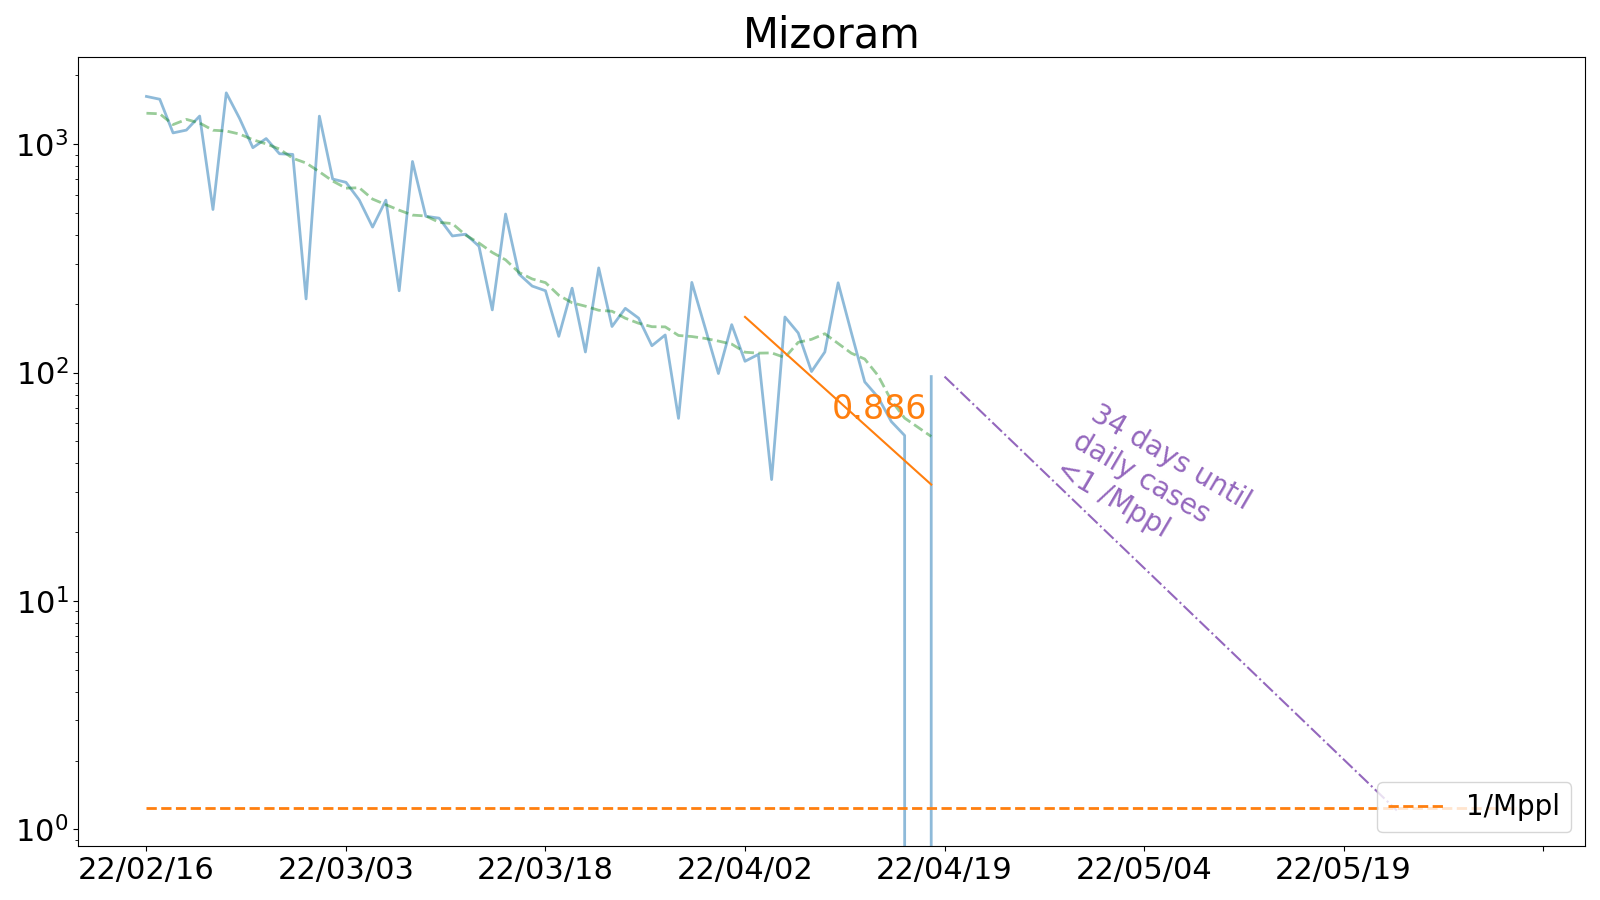 Mizoram
10³
10²
10¹
10⁰
0.886
34 days until
daily cases
<1 /Mppl
1/Mppl
22/02/16 22/03/03 22/03/18 22/04/02 22/04/19 22/05/04 22/05/19